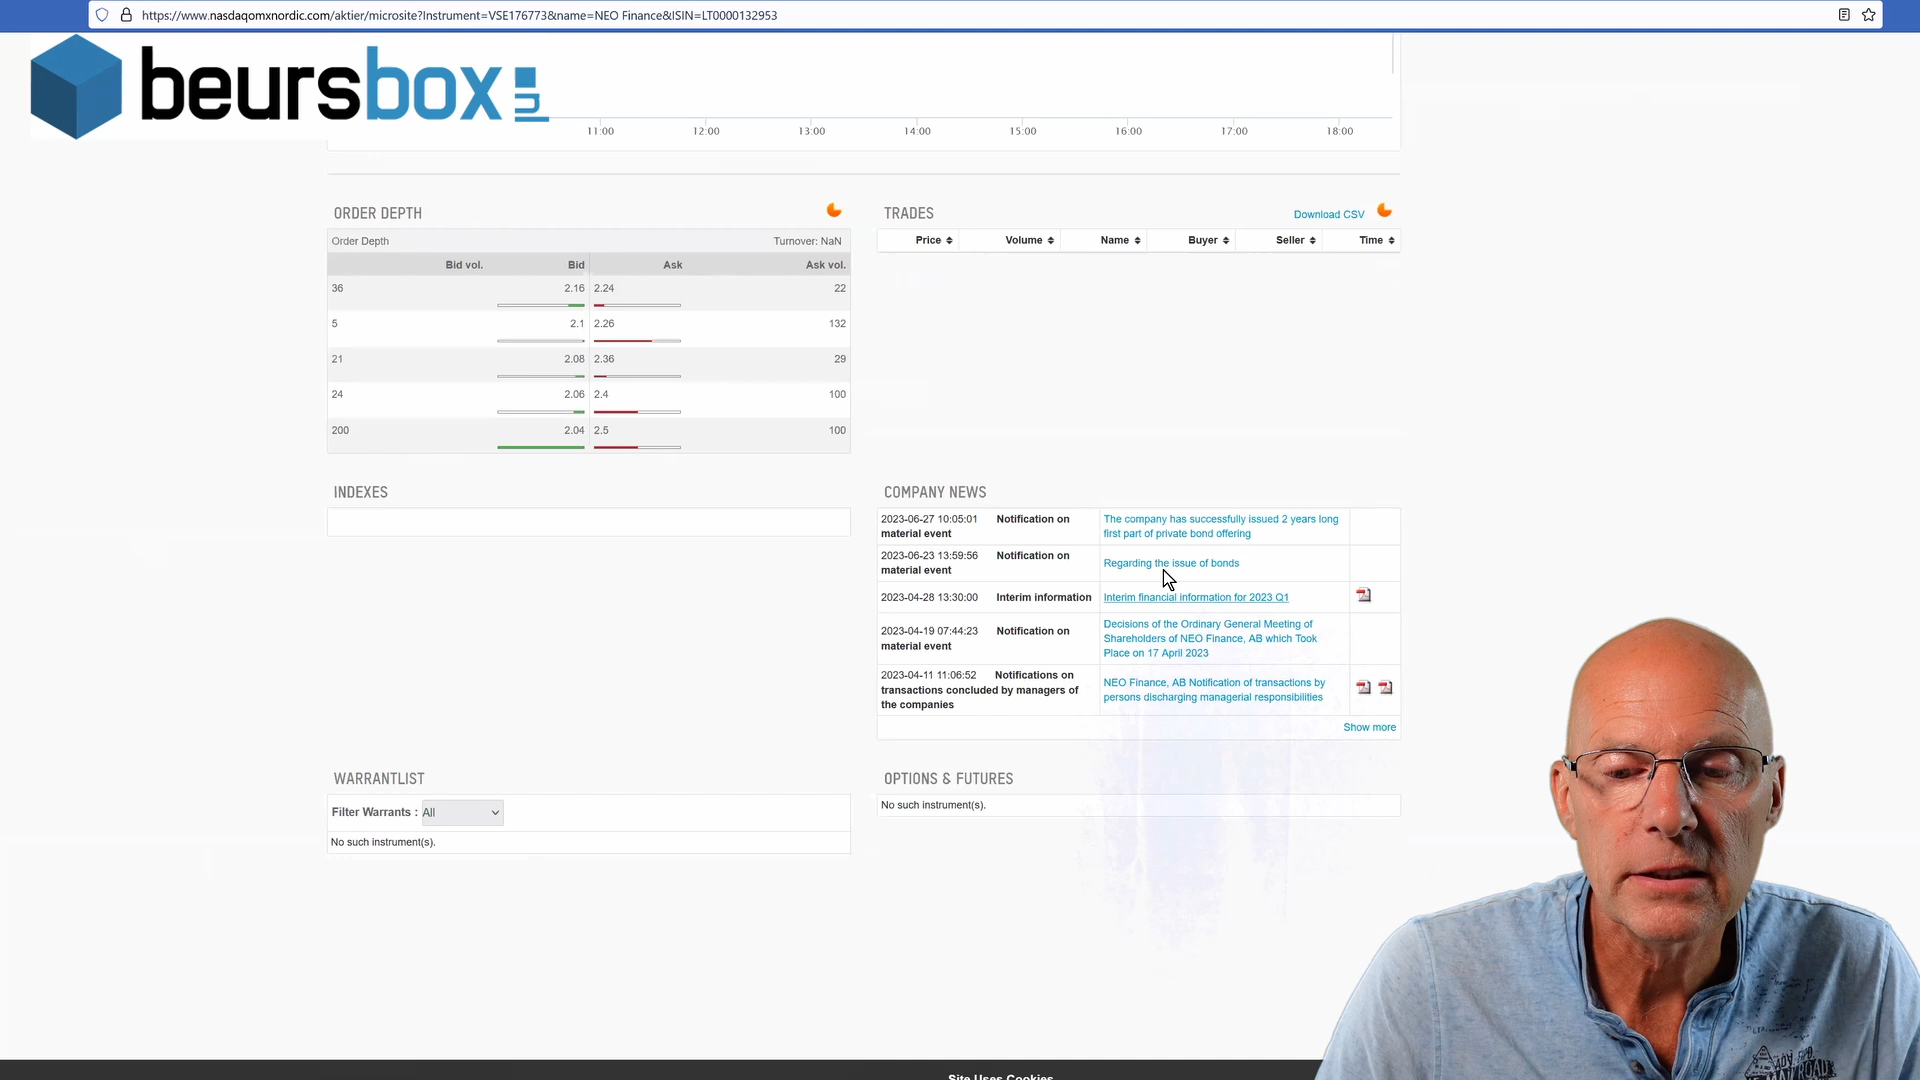 https://www.nasdaqomxnordic.com/aktier/microsite?Instrument=VSE176773&name=NEO Finance&ISIN=LT0000132953
beursbox.nl
11:00 12:00 13:00 14:00 15:00 16:00 17:00 18:00
ORDER DEPTH
Order Depth Turnover: NaN
Bid vol. Bid Ask Ask vol.
36 2.16 2.24 22
5 2.1 2.26 132
21 2.08 2.36 29
24 2.06 2.4 100
200 2.04 2.5 100
TRADES
Download CSV
Price Volume Name Buyer Seller Time
INDEXES
COMPANY NEWS
2023-06-27 10:05:01 Notification on
material event
The company has successfully issued 2 years long
first part of private bond offering
2023-06-23 13:59:56 Notification on
material event
Regarding the issue of bonds
2023-04-28 13:30:00 Interim information
Interim financial information for 2023 Q1
2023-04-19 07:44:23 Notification on
material event
Decisions of the Ordinary General Meeting of
Shareholders of NEO Finance, AB which Took
Place on 17 April 2023
2023-04-11 11:06:52 Notifications on
transactions concluded by managers of
the companies
NEO Finance, AB Notification of transactions by
persons discharging managerial responsibilities
Show more
WARRANTLIST
Filter Warrants : All
No such instrument(s).
OPTIONS & FUTURES
No such instrument(s).
Site Uses Cookies